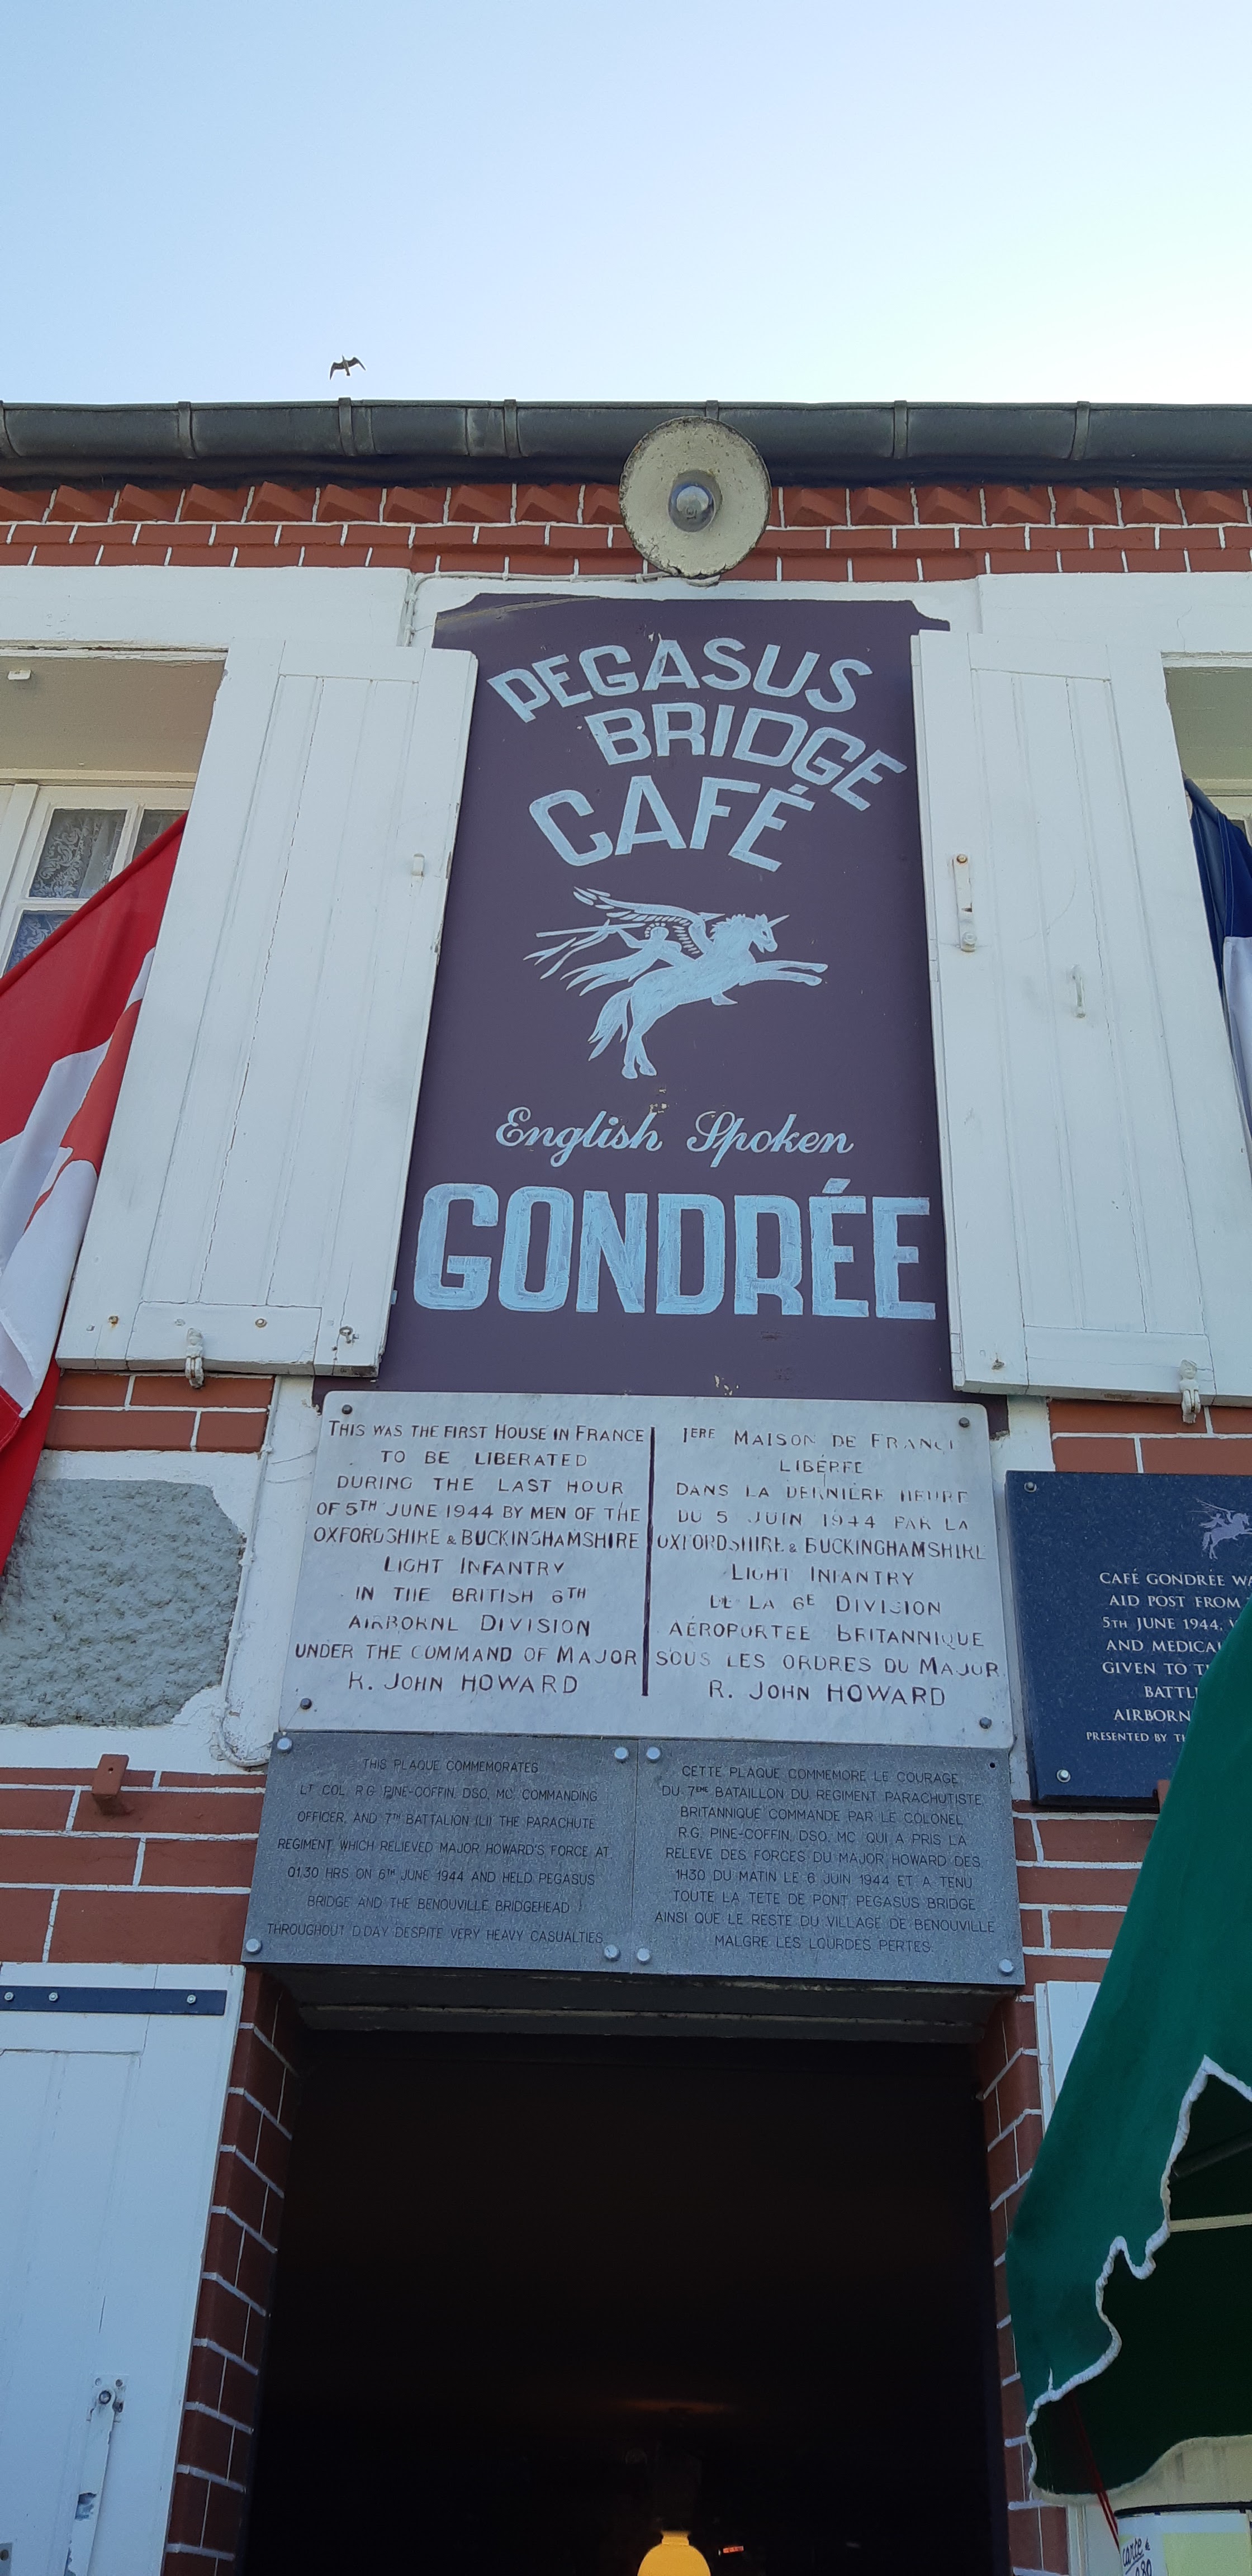 PEGASUS
BRIDGE
CAFÉ
English Spoken
GONDRÉE
THIS WAS THE FIRST HOUSE IN FRANCE
TO BE LIBERATED
DURING THE LAST HOUR
OF 5TH JUNE 1944 BY MEN OF THE
OXFORDSHIRE & BUCKINGHAMSHIRE
LIGHT INFANTRY
IN THE BRITISH 6TH
AIRBORNE DIVISION
UNDER THE COMMAND OF MAJOR
R. JOHN HOWARD
1ERE MAISON DE FRANCE
LIBÉRÉE
DANS LA DERNIÈRE HEURE
DU 5 JUIN 1944 PAR LA
OXFORDSHIRE & BUCKINGHAMSHIRE
LIGHT INFANTRY
DE LA 6E DIVISION
AÉROPORTÉE BRITANNIQUE
SOUS LES ORDRES DU MAJOR
R. JOHN HOWARD
THIS PLAQUE COMMEMORATES
LT. COL. R.G. PINE-COFFIN, DSO, MC, COMMANDING
OFFICER, AND 7TH BATTALION (LI) THE PARACHUTE
REGIMENT WHICH RELIEVED MAJOR HOWARD'S FORCE AT
01.30 HRS ON 6TH JUNE 1944 AND HELD PEGASUS
BRIDGE AND THE BENOUVILLE BRIDGEHEAD
THROUGHOUT D.DAY DESPITE VERY HEAVY CASUALTIES.
CETTE PLAQUE COMMEMORE LE COURAGE
DU 7EME BATAILLON DU REGIMENT PARACHUTISTE
BRITANNIQUE COMMANDE PAR LE COLONEL
R.G. PINE-COFFIN, DSO, MC QUI A PRIS LA
RELEVE DES FORCES DU MAJOR HOWARD DES
1H30 DU MATIN LE 6 JUIN 1944 ET A TENU
TOUTE LA TETE DE PONT PEGASUS BRIDGE
AINSI QUE LE RESTE DU VILLAGE DE BENOUVILLE
MALGRE LES LOURDES PERTES.
CAFÉ GONDRÉE
AID POST FROM
5TH JUNE 1944,
AND
GIVEN TO
PRESENTED BY
carte